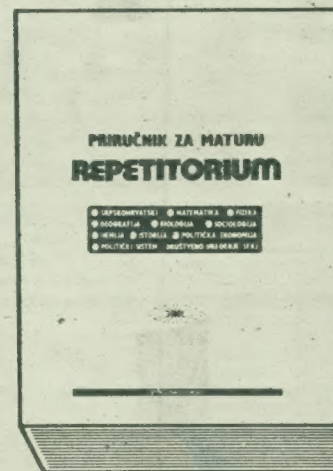 PRIRUČNIK ZA MATURU
REPETITORIUM
SRPSKOHRVATSKI MATEMATIKA FIZIKA
GEOGRAFIJA BIOLOGIJA SOCIOLOGIJA
HEMIJA ISTORIJA POLITIČKA EKONOMIJA
POLITIČKI SISTEM DRUŠTVENO UREĐENJE SFRJ